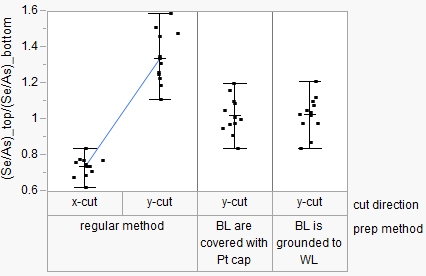 (Se/As)_top/(Se/As)_bottom
1.6
1.4
1.2
1
0.8
0.6
x-cut
y-cut
y-cut
y-cut
cut direction
regular method
BL are
covered with
Pt cap
BL is
grounded to
WL
prep method